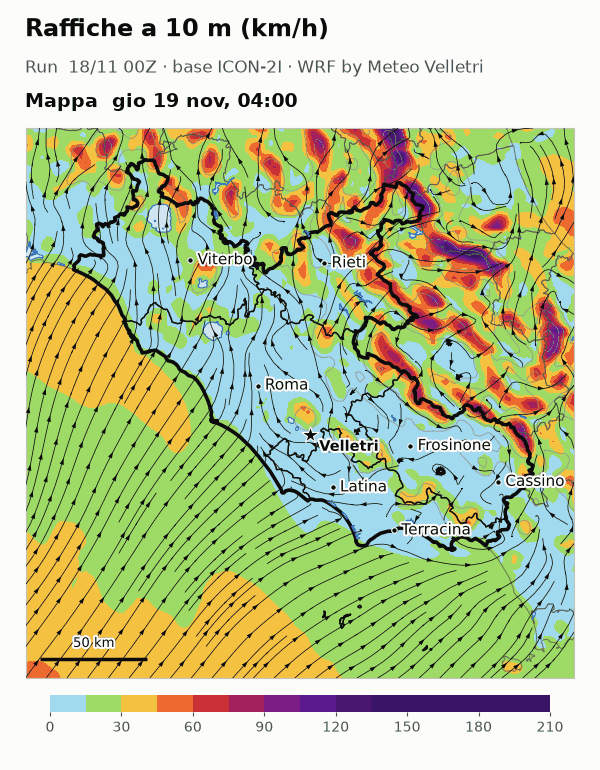 Raffiche a 10 m (km/h)
Run  18/11 00Z · base ICON-2I · WRF by Meteo Velletri
Mappa  gio 19 nov, 04:00
Viterbo
Rieti
Roma
Velletri
Frosinone
Latina
Cassino
Terracina
50 km
0 30 60 90 120 150 180 210